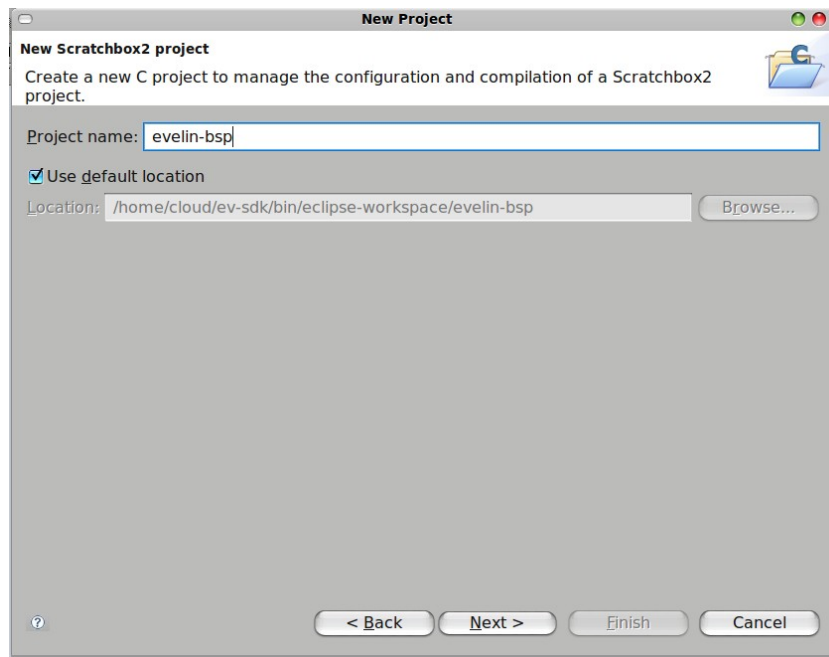 New Project
New Scratchbox2 project
Create a new C project to manage the configuration and compilation of a Scratchbox2
project.
Project name: evelin-bsp
Use default location
Location: /home/cloud/ev-sdk/bin/eclipse-workspace/evelin-bsp Browse...
? < Back Next > Finish Cancel